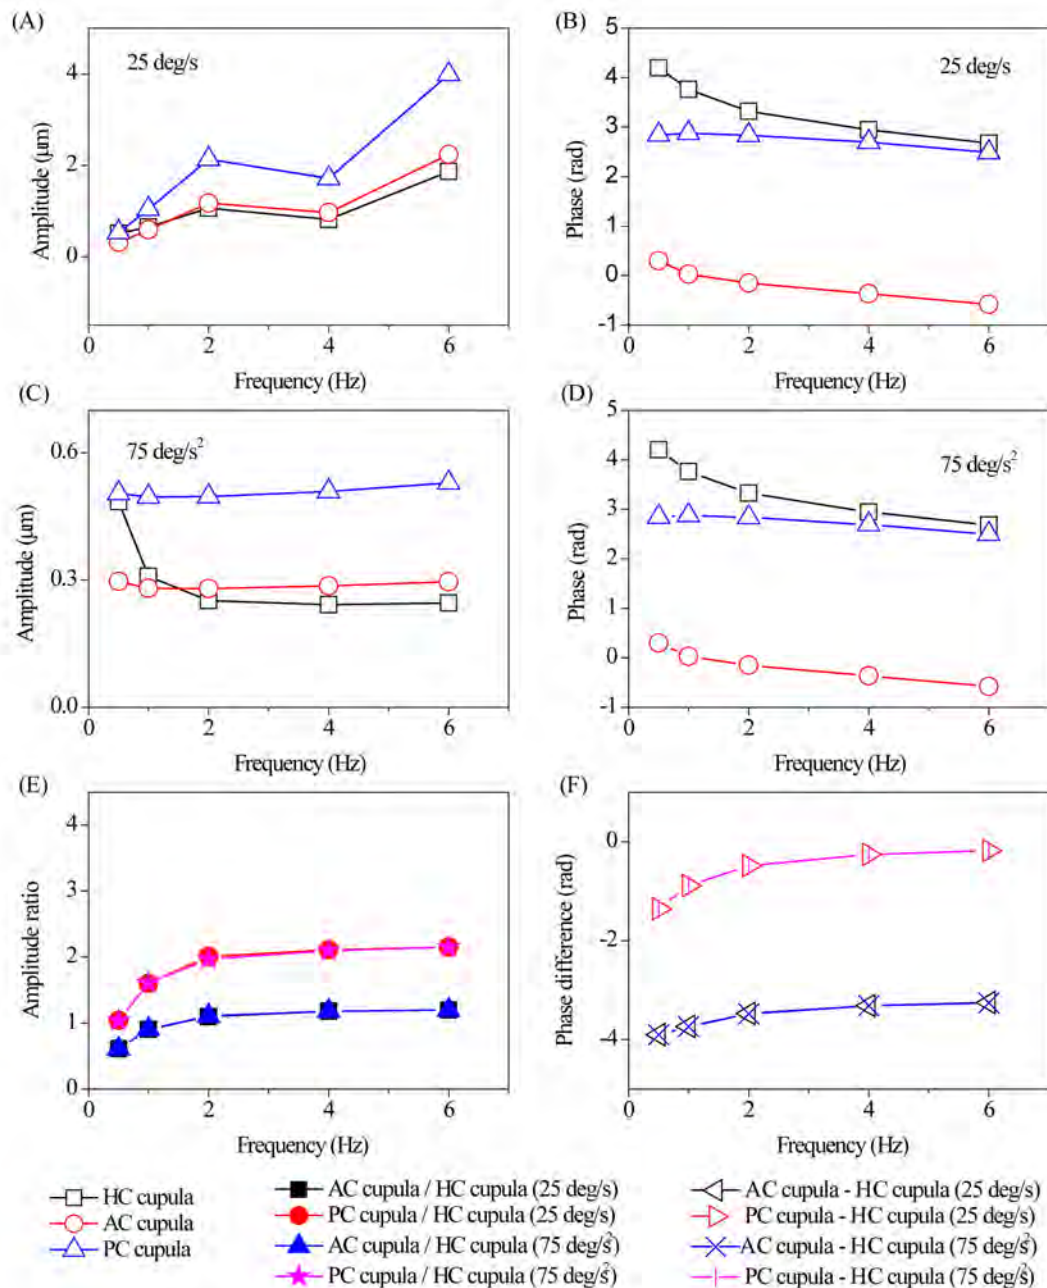 (A)
25 deg/s
4
2
0
Amplitude (μm)
0
2
4
6
Frequency (Hz)
(B)
25 deg/s
5
4
3
2
1
0
-1
Phase (rad)
0
2
4
6
Frequency (Hz)
(C)
75 deg/s²
0.6
0.3
0.0
Amplitude (μm)
0
2
4
6
Frequency (Hz)
(D)
75 deg/s²
5
4
3
2
1
0
-1
Phase (rad)
0
2
4
6
Frequency (Hz)
(E)
4
3
2
1
0
Amplitude ratio
0
2
4
6
Frequency (Hz)
(F)
0
-2
-4
Phase difference (rad)
0
2
4
6
Frequency (Hz)
HC cupula
AC cupula
PC cupula
AC cupula / HC cupula (25 deg/s)
PC cupula / HC cupula (25 deg/s)
AC cupula / HC cupula (75 deg/s²)
PC cupula / HC cupula (75 deg/s²)
AC cupula - HC cupula (25 deg/s)
PC cupula - HC cupula (25 deg/s)
AC cupula - HC cupula (75 deg/s²)
PC cupula - HC cupula (75 deg/s²)